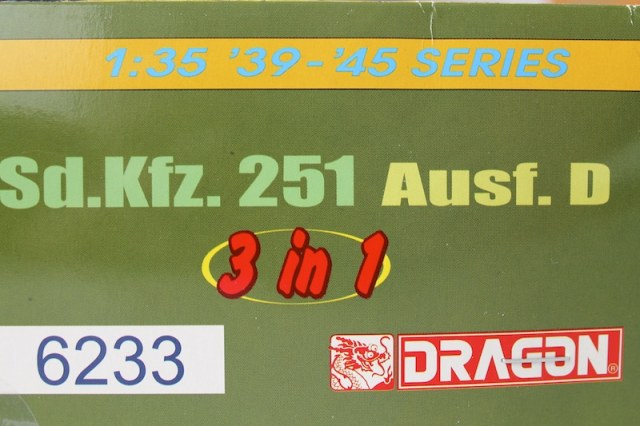 1:35 '39-'45 SERIES
Sd.Kfz. 251 Ausf. D
3 in 1
6233
DRAGON®